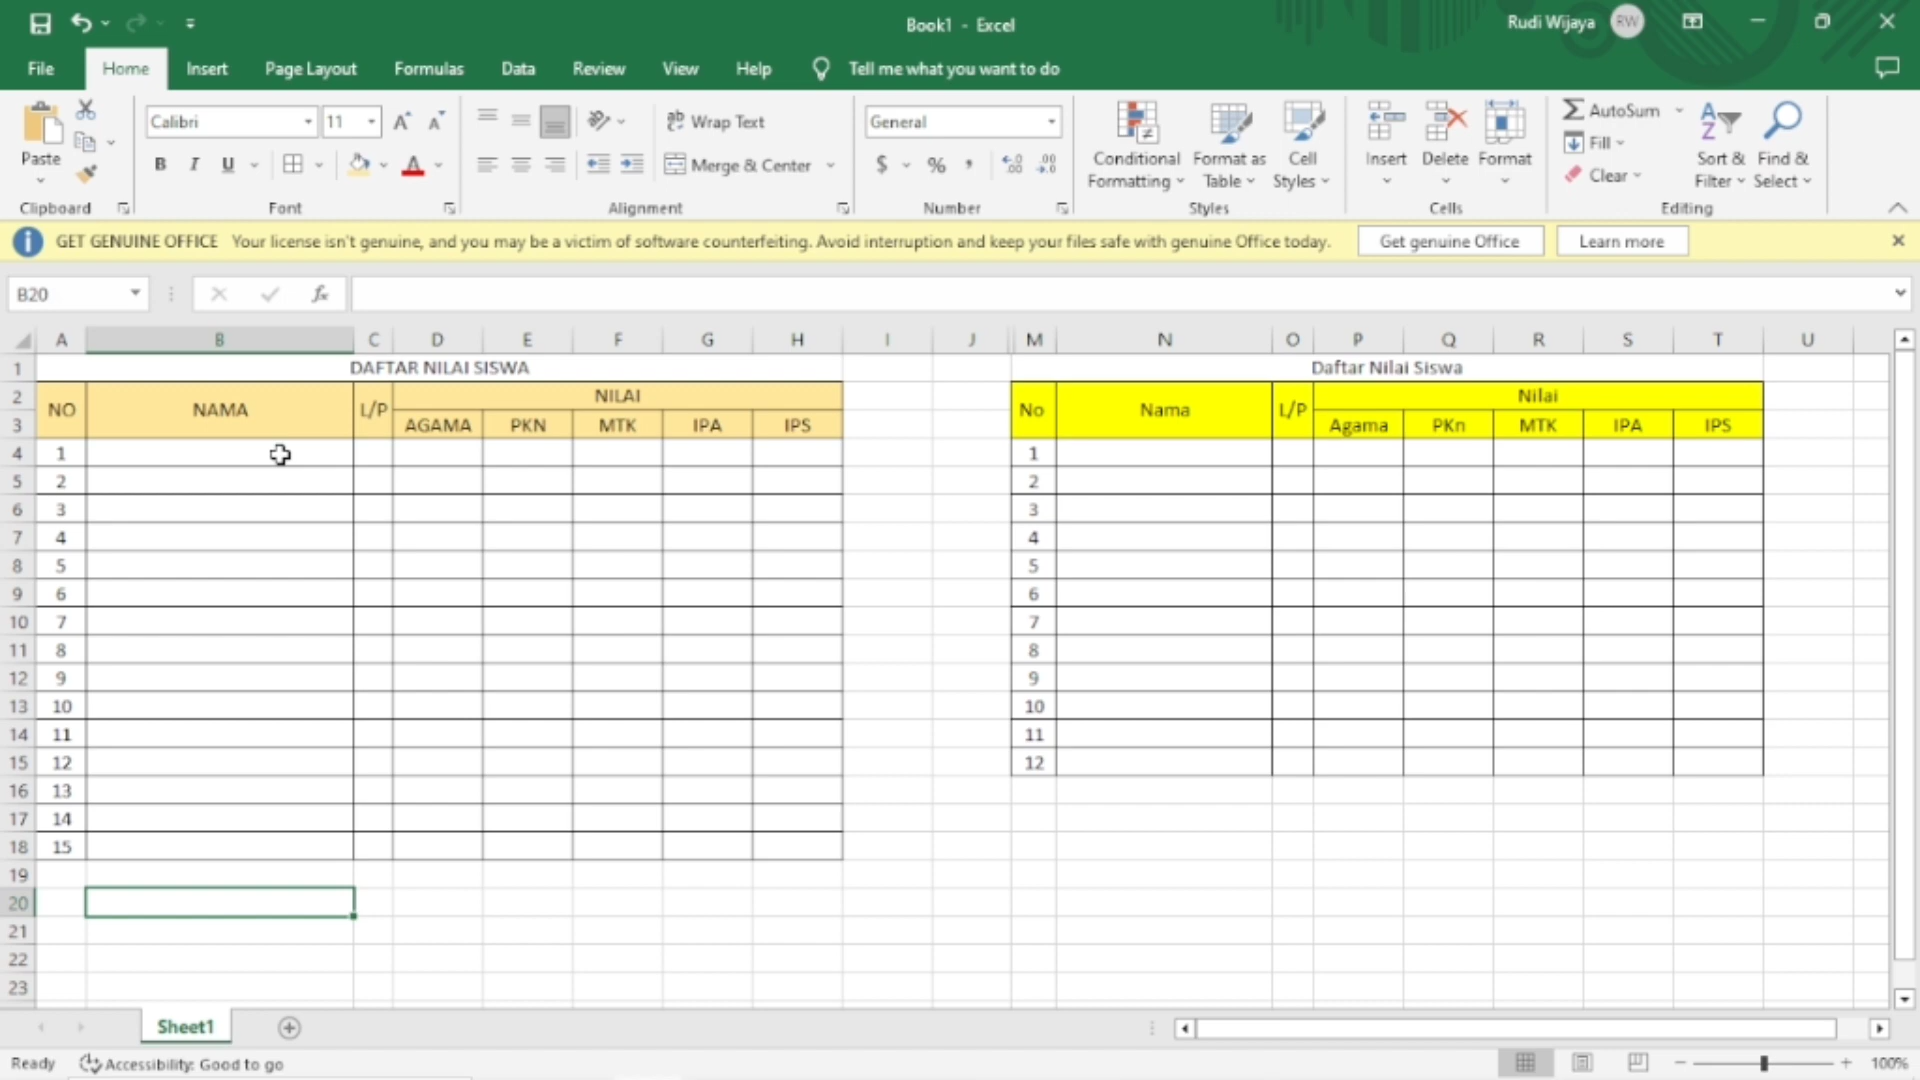 Book1 - Excel
Rudi Wijaya
RW
File Home Insert Page Layout Formulas Data Review View Help Tell me what you want to do
Paste
Clipboard
Calibri 11
B I U A
Font
Wrap Text
Merge & Center
Alignment
General
$ % ,
Number
Conditional Formatting
Format as Table
Cell Styles
Styles
Insert Delete Format
Cells
AutoSum
Fill
Clear
Sort & Filter
Find & Select
Editing
GET GENUINE OFFICE Your license isn't genuine, and you may be a victim of software counterfeiting. Avoid interruption and keep your files safe with genuine Office today. Get genuine Office Learn more
B20 fx
A B C D E F G H I J M N O P Q R S T U
1 DAFTAR NILAI SISWA Daftar Nilai Siswa
2 NO NAMA L/P NILAI No Nama L/P Nilai
3 AGAMA PKN MTK IPA IPS Agama PKn MTK IPA IPS
4 1 1
5 2 2
6 3 3
7 4 4
8 5 5
9 6 6
10 7 7
11 8 8
12 9 9
13 10 10
14 11 11
15 12 12
16 13
17 14
18 15
19
20
21
22
23
Sheet1
Ready Accessibility: Good to go 100%